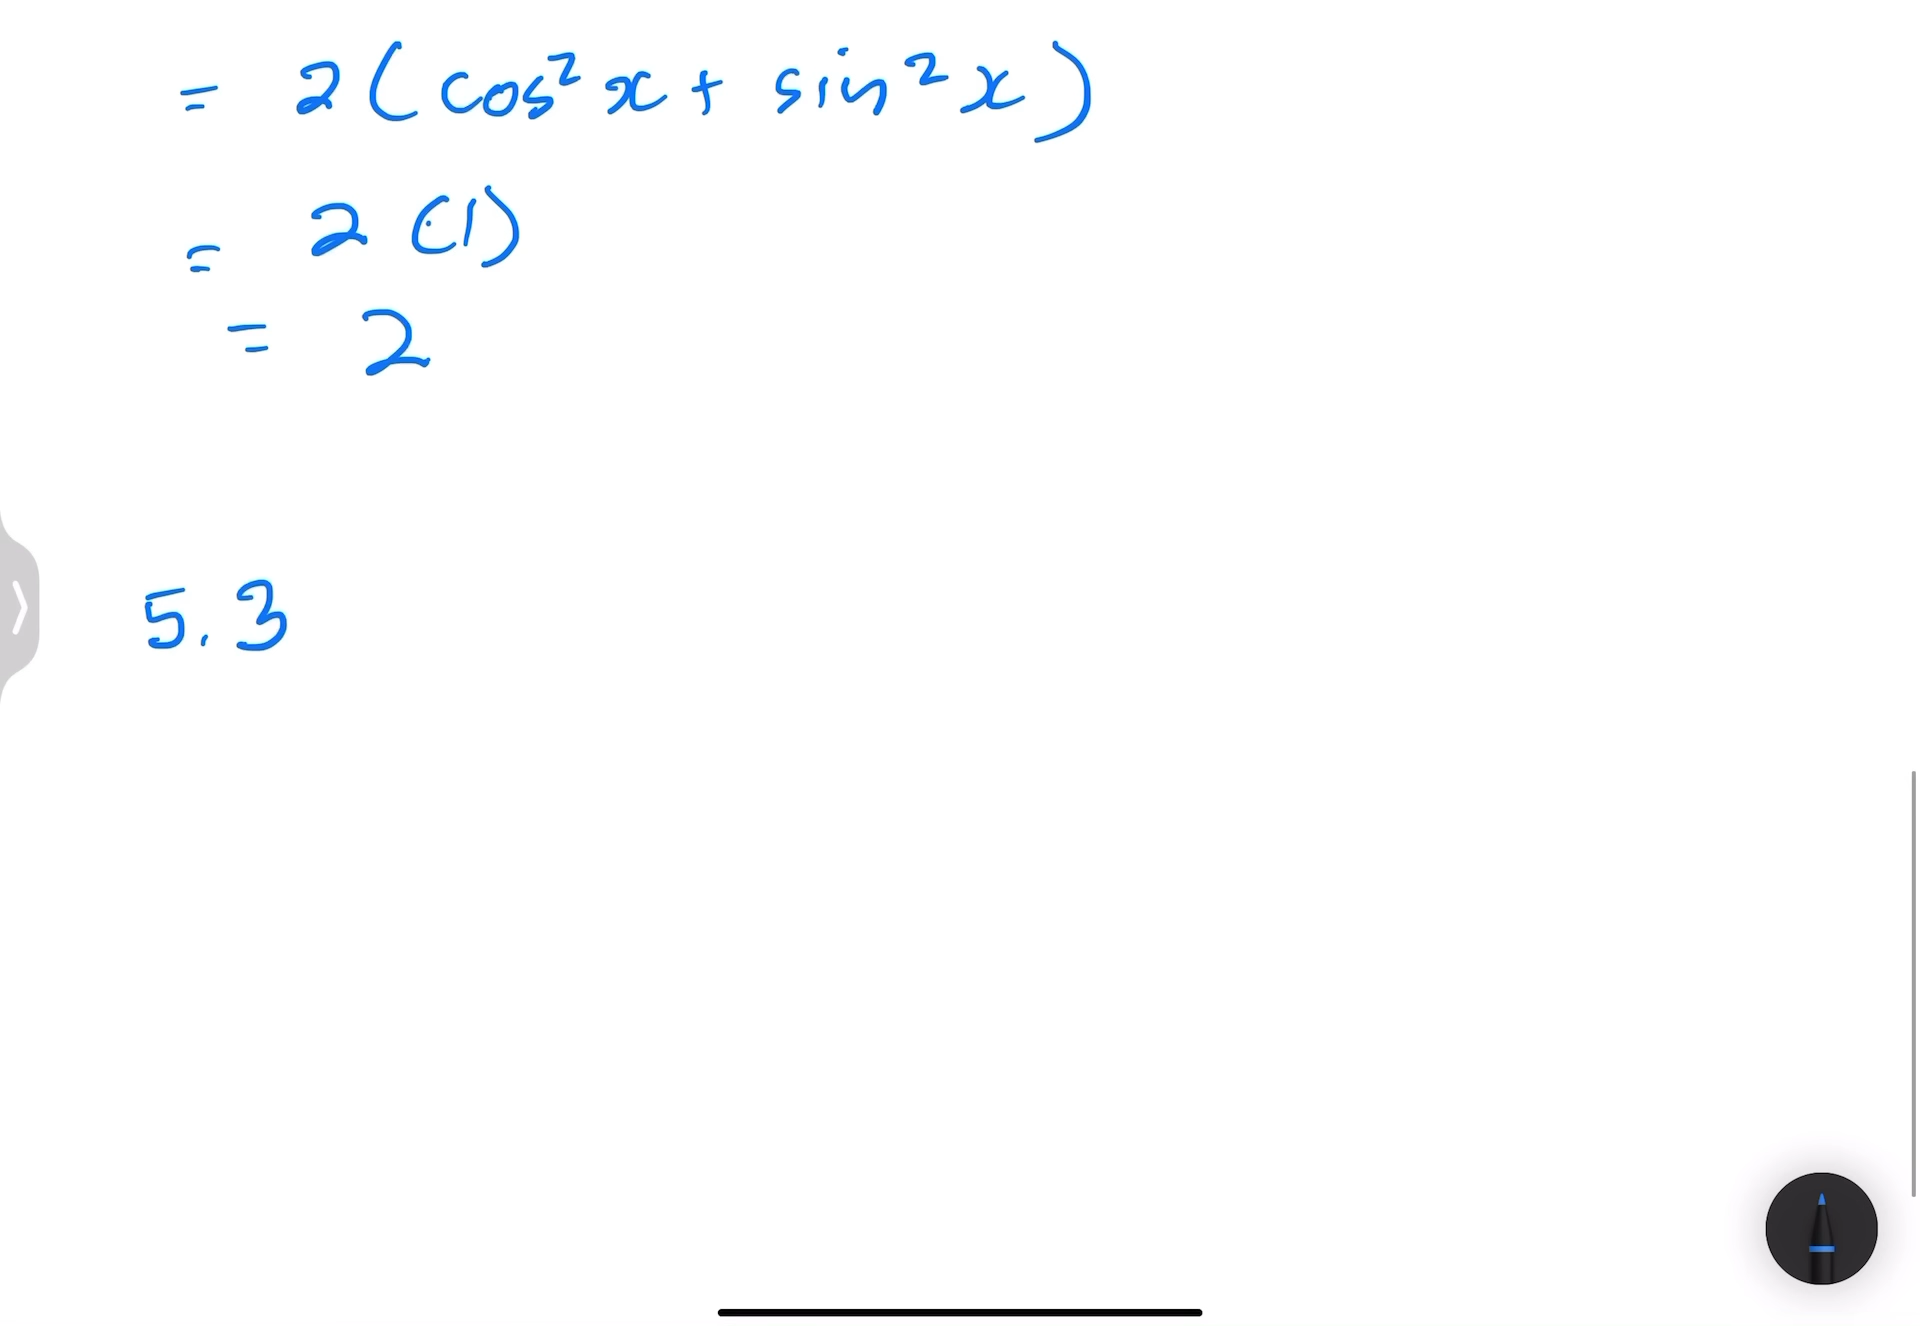 = 2(cos²x + sin²x)
= 2(1)
= 2
5.3